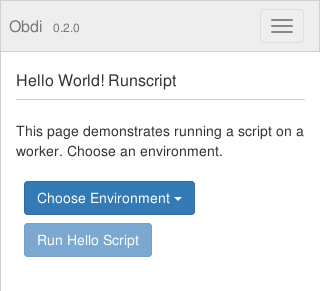 Obdi 0.2.0
Hello World! Runscript
This page demonstrates running a script on a
worker. Choose an environment.
Choose Environment
Run Hello Script